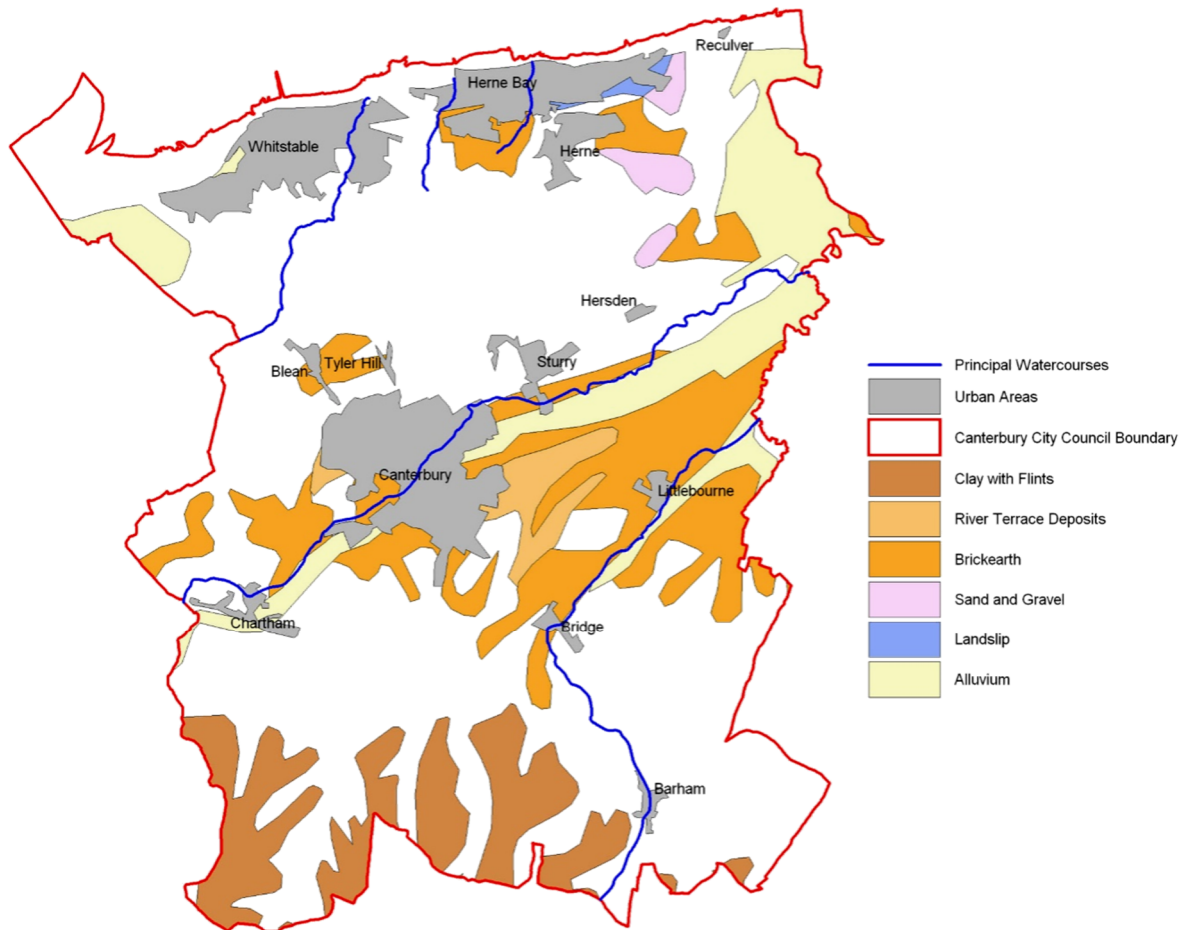 Reculver
Herne Bay
Whitstable
Herne
Hersden
Blean
Tyler Hill
Sturry
Canterbury
Littlebourne
Chartham
Bridge
Barham
Principal Watercourses
Urban Areas
Canterbury City Council Boundary
Clay with Flints
River Terrace Deposits
Brickearth
Sand and Gravel
Landslip
Alluvium